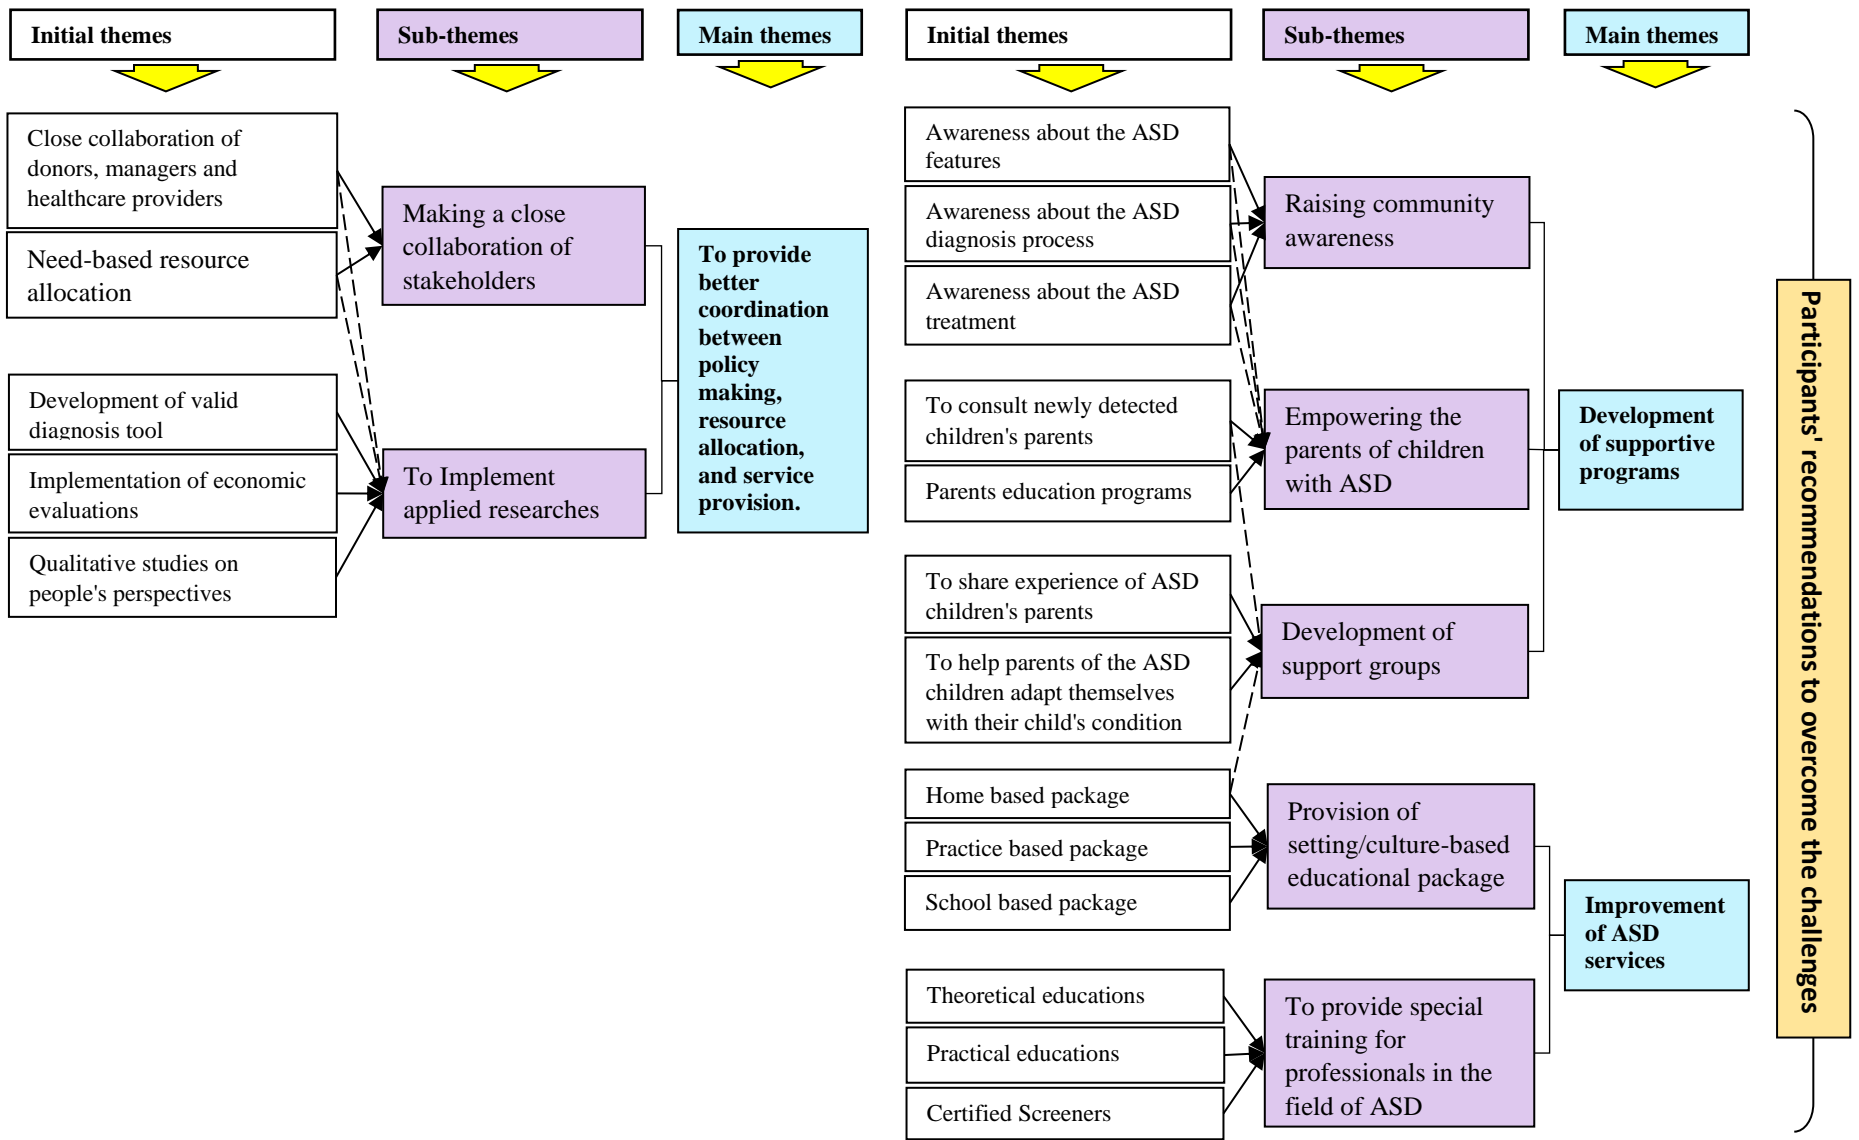 Initial themes
Sub-themes
Main themes
Close collaboration of
donors, managers and
healthcare providers
Need-based resource
allocation
Development of valid
diagnosis tool
Implementation of economic
evaluations
Qualitative studies on
people's perspectives
Making a close
collaboration of
stakeholders
To Implement
applied researches
To provide
better
coordination
between
policy
making,
resource
allocation,
and service
provision.
Initial themes
Sub-themes
Main themes
Awareness about the ASD
features
Awareness about the ASD
diagnosis process
Awareness about the ASD
treatment
To consult newly detected
children's parents
Parents education programs
To share experience of ASD
children's parents
To help parents of the ASD
children adapt themselves
with their child's condition
Home based package
Practice based package
School based package
Theoretical educations
Practical educations
Certified Screeners
Raising community
awareness
Empowering the
parents of children
with ASD
Development of
support groups
Provision of
setting/culture-based
educational package
To provide special
training for
professionals in the
field of ASD
Development
of supportive
programs
Improvement
of ASD
services
Participants' recommendations to overcome the challenges